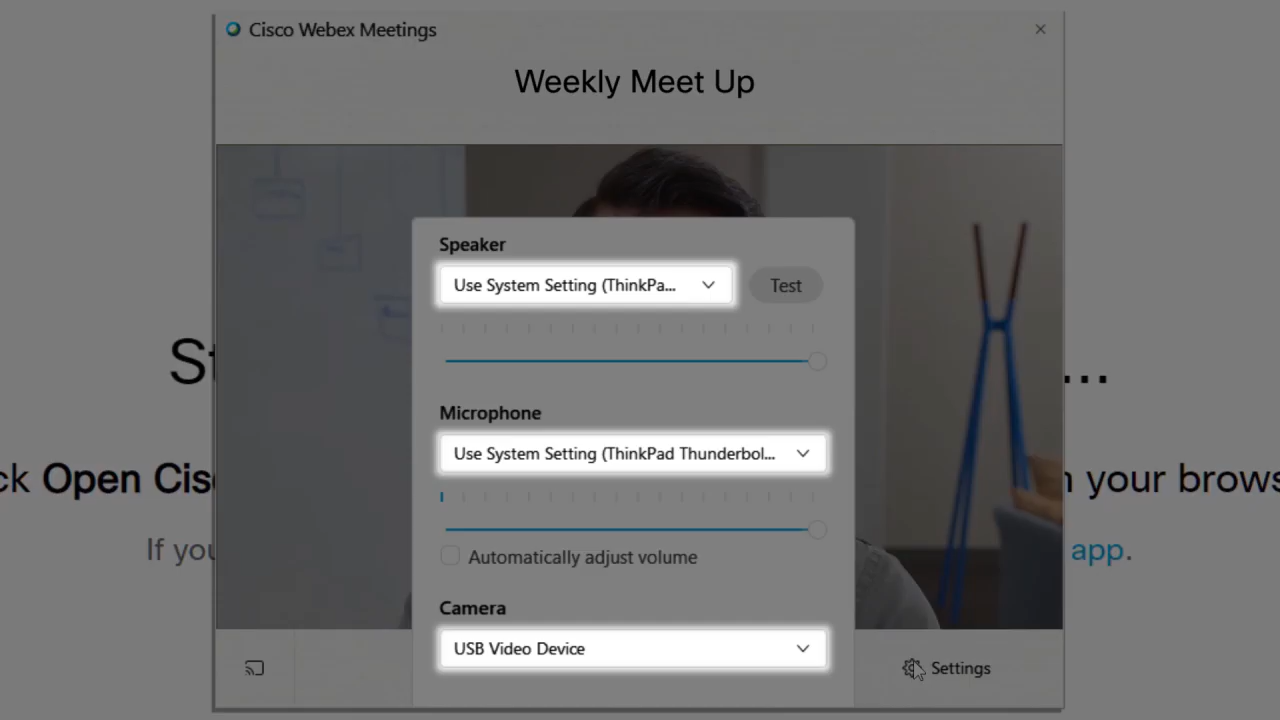 Cisco Webex Meetings
Weekly Meet Up
Speaker
Use System Setting (ThinkPa...
Test
Microphone
Use System Setting (ThinkPad Thunderbol...
Automatically adjust volume
Camera
USB Video Device
Settings
St
...
ck Open Cisc
n your brows
If you
app.